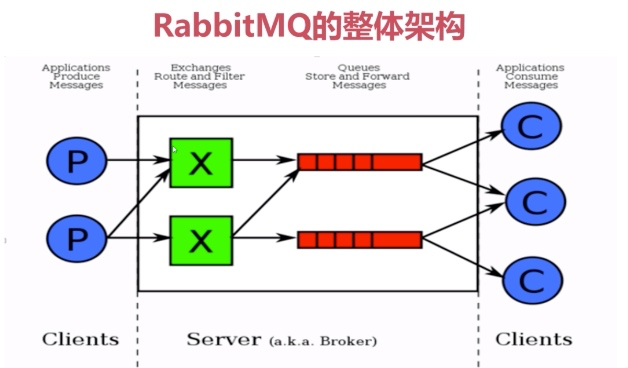 RabbitMQ的整体架构
Applications
Produce
Messages
Exchanges
Route and Filter
Messages
Queues
Store and Forward
Messages
Applications
Consume
Messages
P
X
C
C
P
X
C
Clients
Server (a.k.a. Broker)
Clients